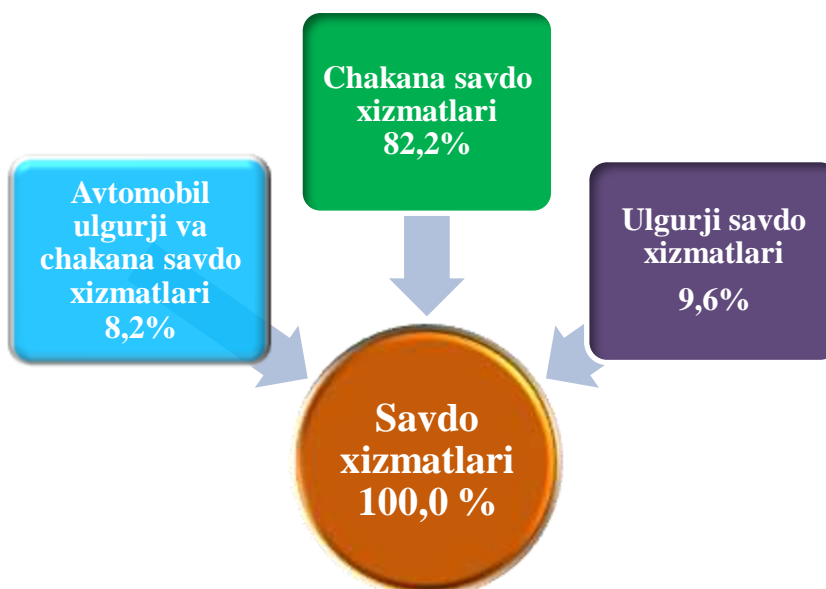 Chakana savdo
xizmatlari
82,2%
Avtomobil
ulgurji va
chakana savdo
xizmatlari
8,2%
Ulgurji savdo
xizmatlari
9,6%
Savdo
xizmatlari
100,0 %